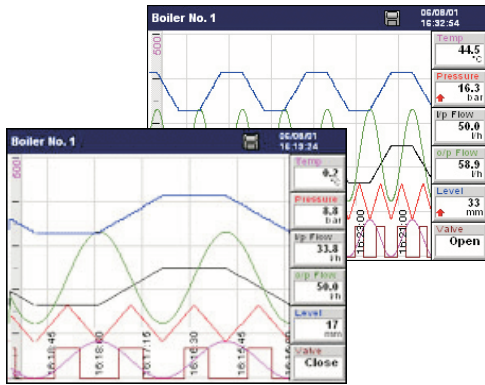 Boiler No. 1
06/08/01
16:32:54
Temp
44.5
°C
Pressure
16.3
bar
I/p Flow
50.0
l/h
o/p Flow
58.9
l/h
Level
33
mm
Valve
Open
500
16:23:00
16:21:00
Boiler No. 1
06/08/01
16:19:24
Temp
0.2
°C
Pressure
8.8
bar
I/p Flow
33.8
l/h
o/p Flow
50.0
l/h
Level
17
mm
Valve
Close
500
16:18:45
16:18:00
16:17:15
16:16:30
16:15:45